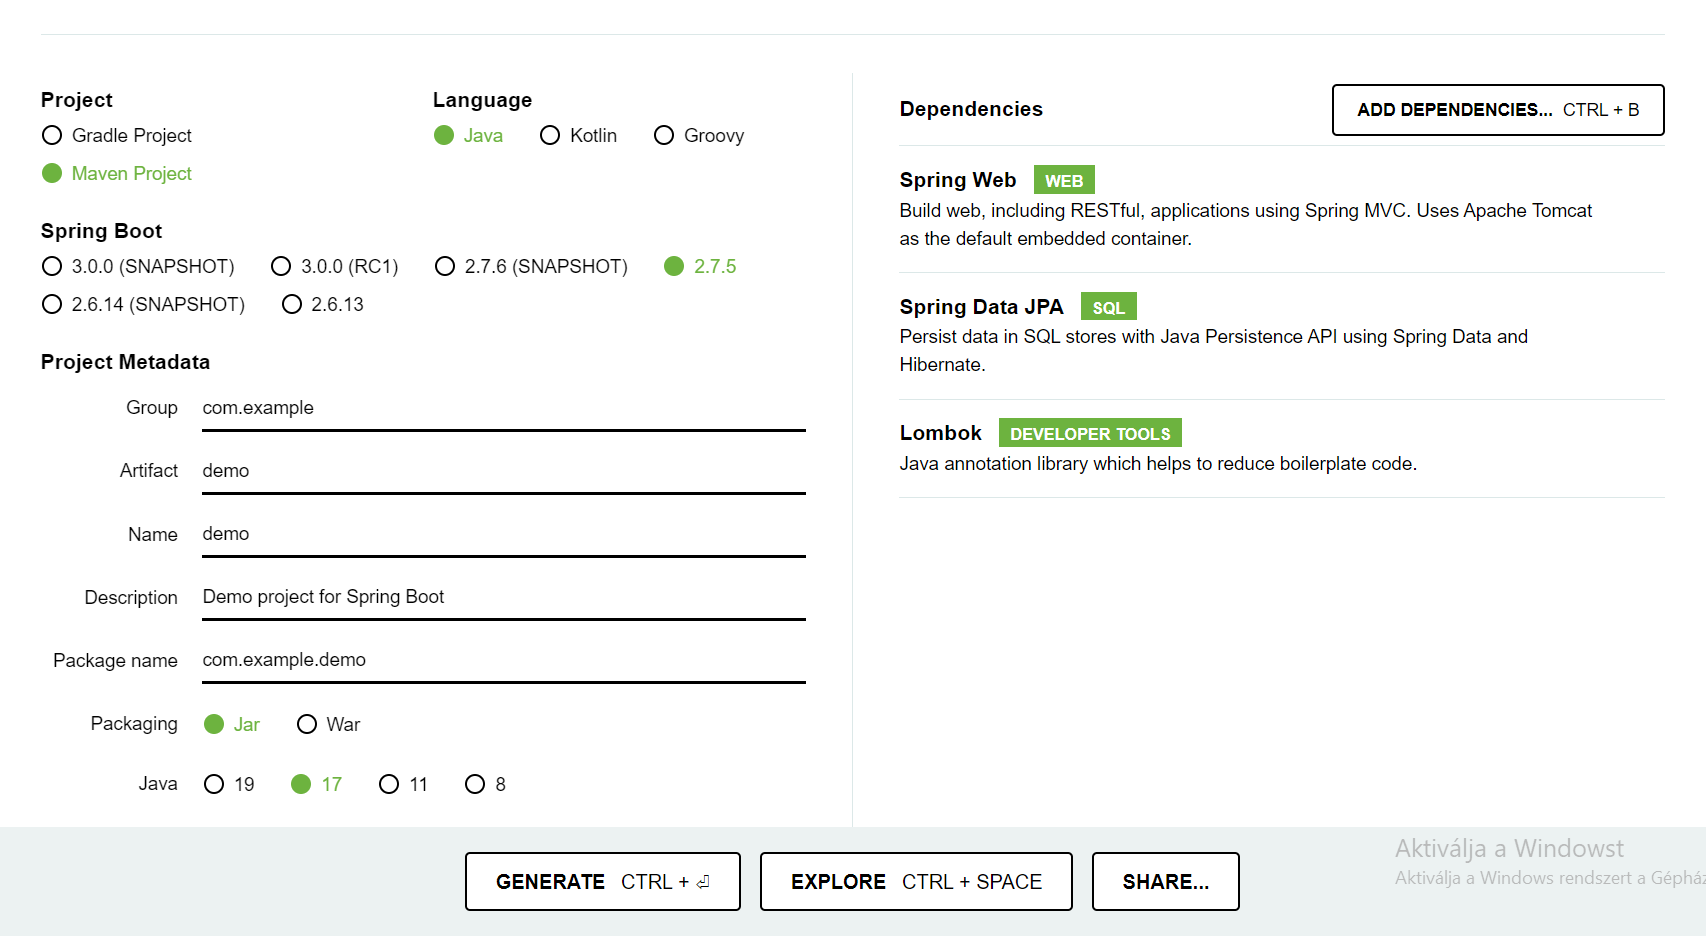 Project
Gradle Project
Maven Project
Language
Java Kotlin Groovy
Spring Boot
3.0.0 (SNAPSHOT) 3.0.0 (RC1) 2.7.6 (SNAPSHOT) 2.7.5
2.6.14 (SNAPSHOT) 2.6.13
Project Metadata
Group com.example
Artifact demo
Name demo
Description Demo project for Spring Boot
Package name com.example.demo
Packaging Jar War
Java 19 17 11 8
Dependencies
ADD DEPENDENCIES... CTRL + B
Spring Web WEB
Build web, including RESTful, applications using Spring MVC. Uses Apache Tomcat
as the default embedded container.
Spring Data JPA SQL
Persist data in SQL stores with Java Persistence API using Spring Data and
Hibernate.
Lombok DEVELOPER TOOLS
Java annotation library which helps to reduce boilerplate code.
GENERATE CTRL + ⏎
EXPLORE CTRL + SPACE
SHARE...
Aktiválja a Windowst
Aktiválja a Windows rendszert a Gépház